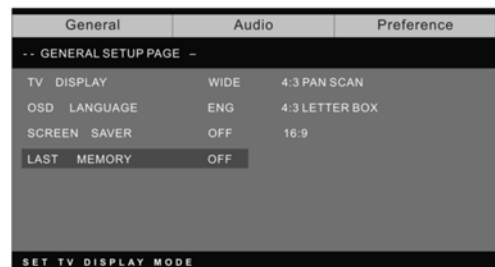 General Audio Preference
-- GENERAL SETUP PAGE –
TV DISPLAY WIDE 4:3 PAN SCAN
OSD LANGUAGE ENG 4:3 LETTER BOX
SCREEN SAVER OFF 16:9
LAST MEMORY OFF
SET TV DISPLAY MODE